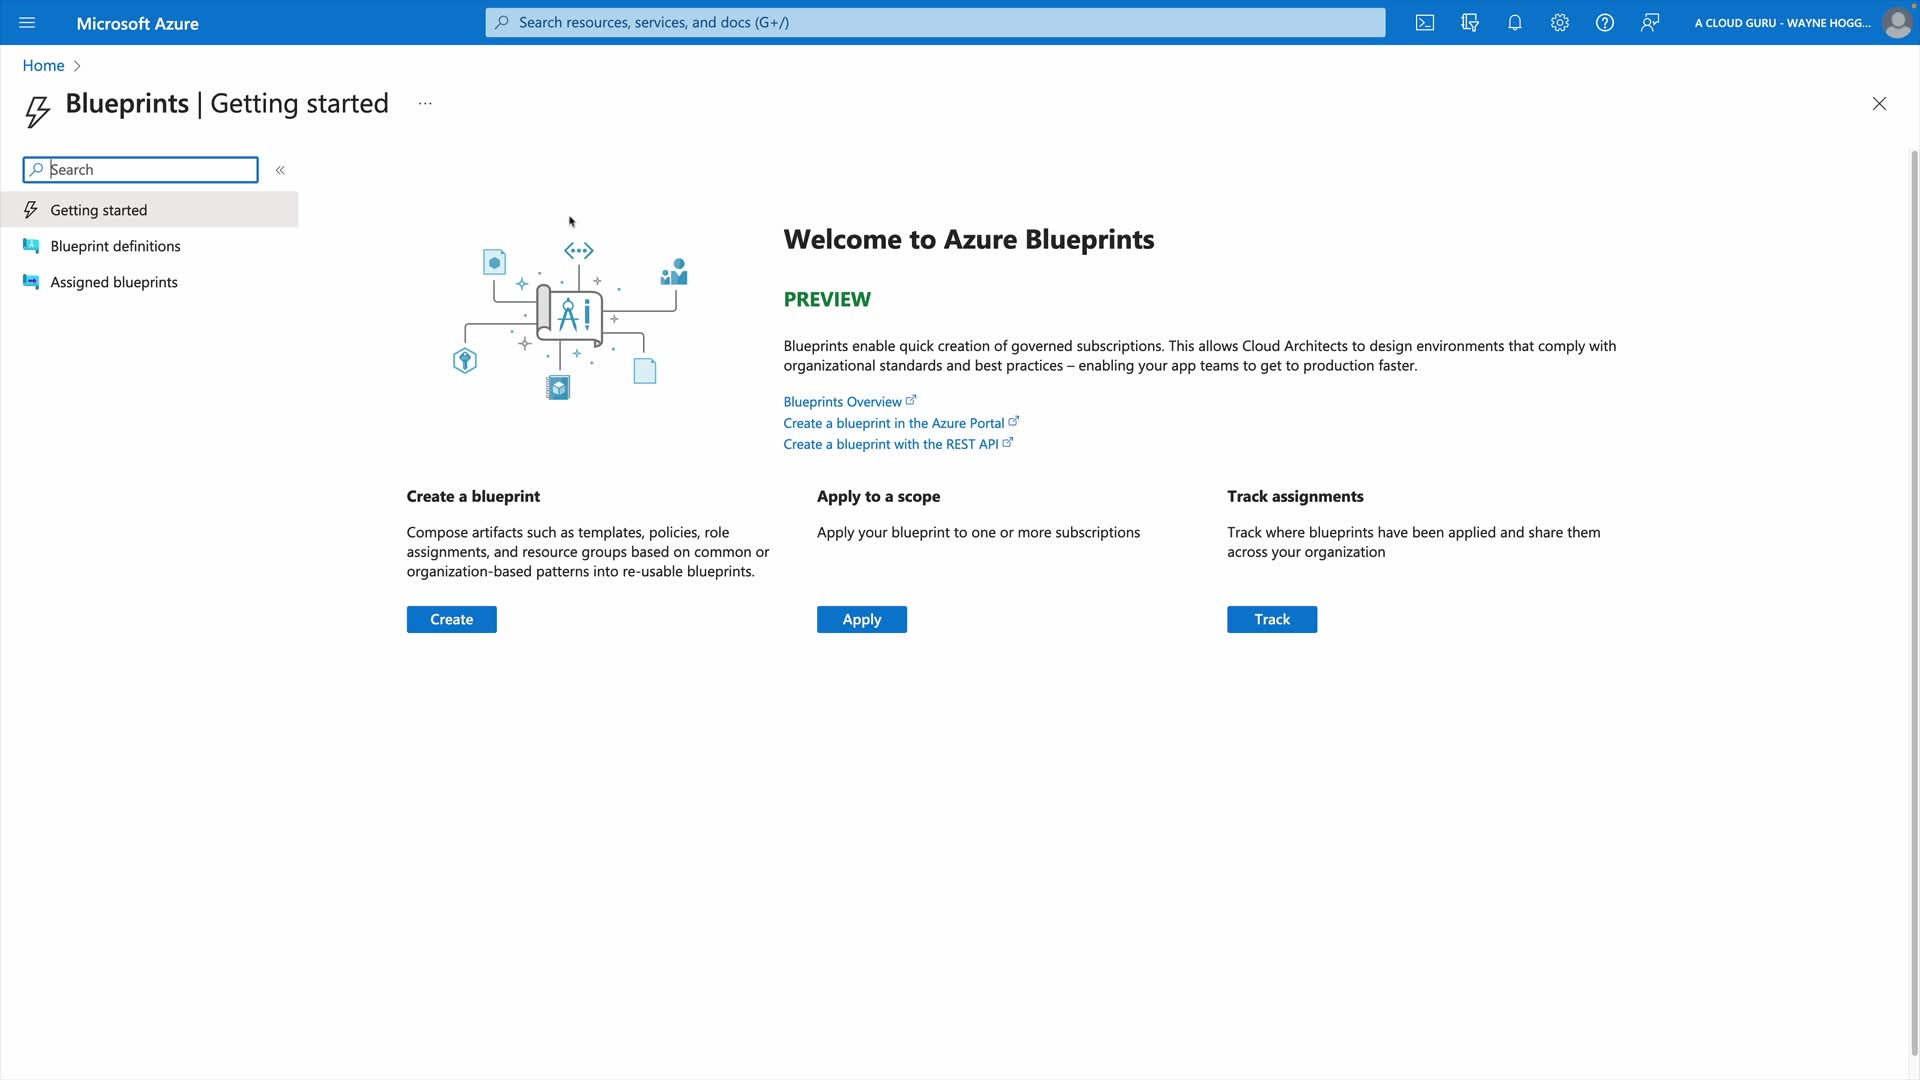 Microsoft Azure
Search resources, services, and docs (G+/)
A CLOUD GURU - WAYNE HOGG...
Home
Blueprints | Getting started
...
Search
Getting started
Blueprint definitions
Assigned blueprints
Welcome to Azure Blueprints
PREVIEW
Blueprints enable quick creation of governed subscriptions. This allows Cloud Architects to design environments that comply with
organizational standards and best practices – enabling your app teams to get to production faster.
Blueprints Overview
Create a blueprint in the Azure Portal
Create a blueprint with the REST API
Create a blueprint
Compose artifacts such as templates, policies, role
assignments, and resource groups based on common or
organization-based patterns into re-usable blueprints.
Create
Apply to a scope
Apply your blueprint to one or more subscriptions
Apply
Track assignments
Track where blueprints have been applied and share them
across your organization
Track